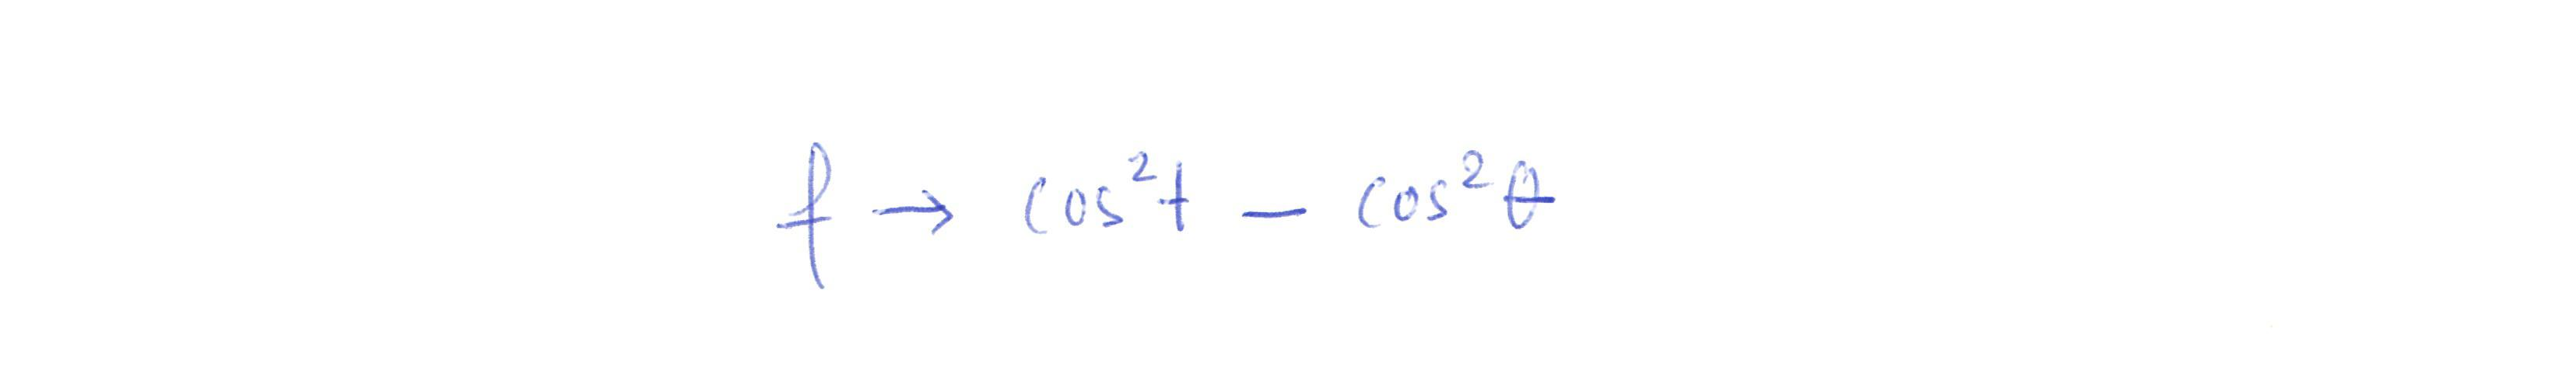 f → cos²t − cos²θ